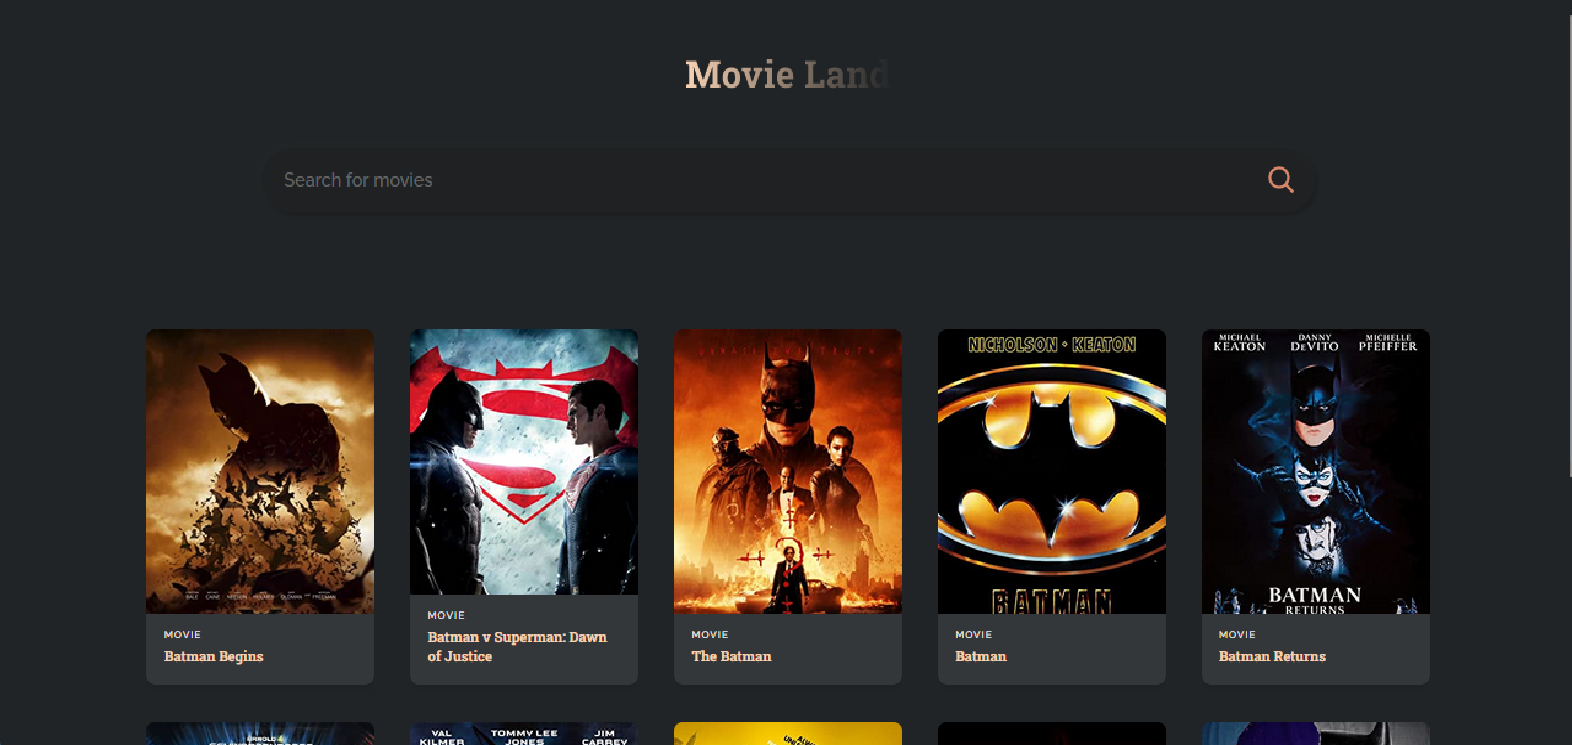 Movie Land
Search for movies
NICHOLSON • KEATON
BATMAN
MICHAEL KEATON
DANNY DEVITO
MICHELLE PFEIFFER
BATMAN
RETURNS
MOVIE
Batman Begins
MOVIE
Batman v Superman: Dawn
of Justice
MOVIE
The Batman
MOVIE
Batman
MOVIE
Batman Returns
VAL
KILMER
TOMMY LEE
JONES
JIM
CARREY